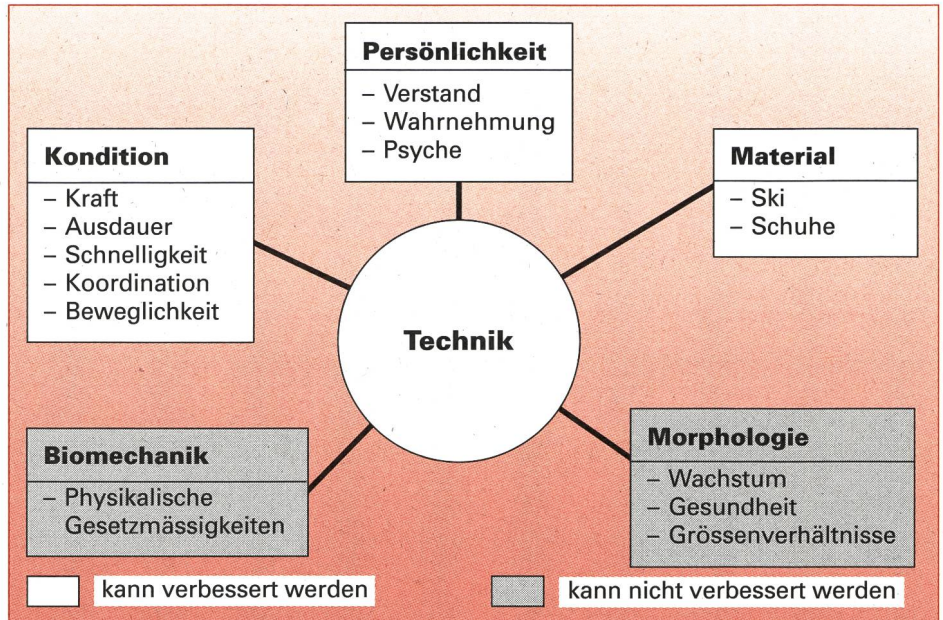 Persönlichkeit
– Verstand
– Wahrnehmung
– Psyche
Kondition
– Kraft
– Ausdauer
– Schnelligkeit
– Koordination
– Beweglichkeit
Material
– Ski
– Schuhe
Technik
Biomechanik
– Physikalische
Gesetzmässigkeiten
Morphologie
– Wachstum
– Gesundheit
– Grössenverhältnisse
kann verbessert werden
kann nicht verbessert werden